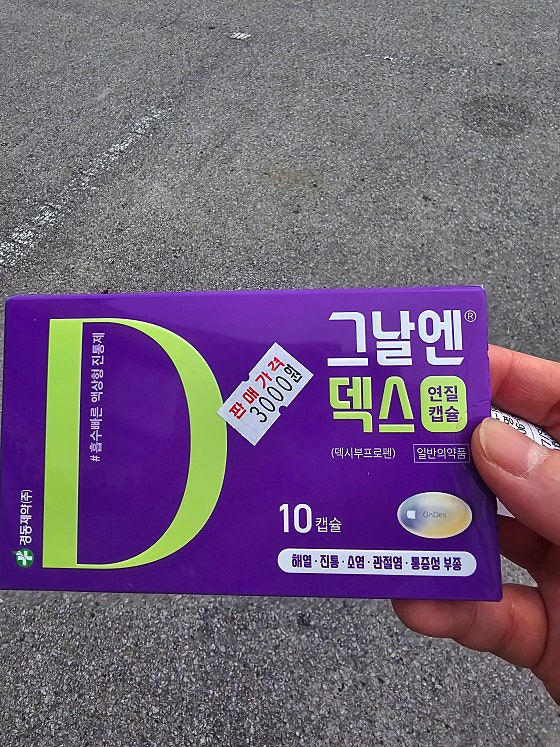 그날엔®
덱스 연질
캡슐
(덱시부프로펜) 일반의약품
판매가격
3000원
#흡수빠른 액상형 진통제
D
경동제약(주)
10캡슐
GnDex
해열·진통·소염·관절염·통증성 부종